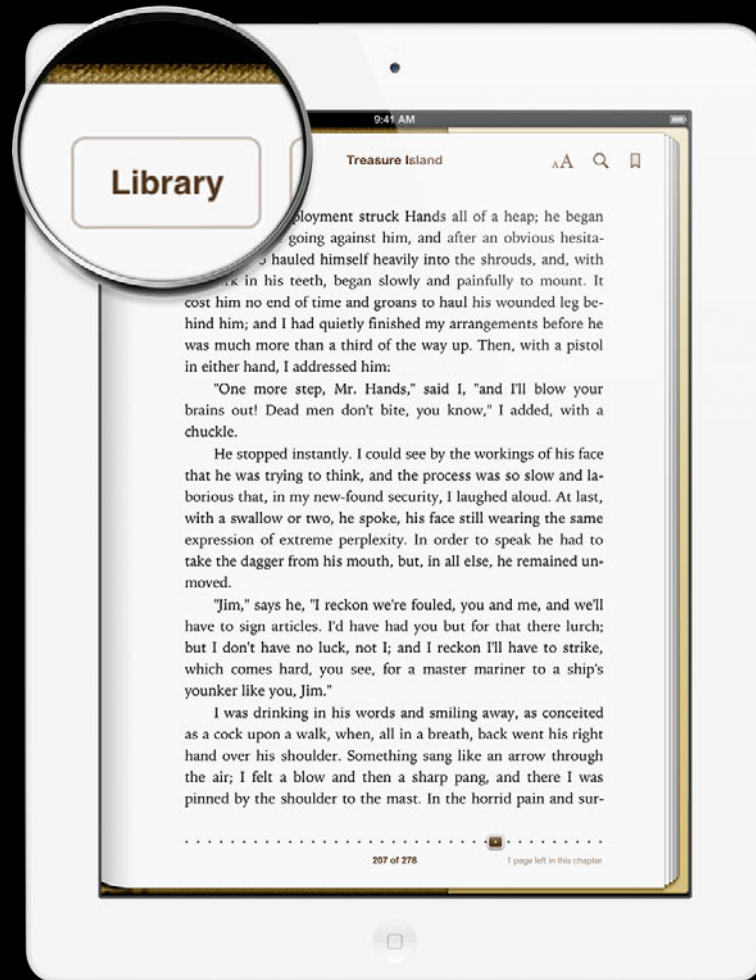 9:41 AM
Library
Treasure Island
AA
ployment struck Hands all of a heap; he began
going against him, and after an obvious hesita-
hauled himself heavily into the shrouds, and, with
in his teeth, began slowly and painfully to mount. It
cost him no end of time and groans to haul his wounded leg be-
hind him; and I had quietly finished my arrangements before he
was much more than a third of the way up. Then, with a pistol
in either hand, I addressed him:
"One more step, Mr. Hands," said I, "and I'll blow your
brains out! Dead men don't bite, you know," I added, with a
chuckle.
He stopped instantly. I could see by the workings of his face
that he was trying to think, and the process was so slow and la-
borious that, in my new-found security, I laughed aloud. At last,
with a swallow or two, he spoke, his face still wearing the same
expression of extreme perplexity. In order to speak he had to
take the dagger from his mouth, but, in all else, he remained un-
moved.
"Jim," says he, "I reckon we're fouled, you and me, and we'll
have to sign articles. I'd have had you but for that there lurch;
but I don't have no luck, not I; and I reckon I'll have to strike,
which comes hard, you see, for a master mariner to a ship's
younker like you, Jim."
I was drinking in his words and smiling away, as conceited
as a cock upon a walk, when, all in a breath, back went his right
hand over his shoulder. Something sang like an arrow through
the air; I felt a blow and then a sharp pang, and there I was
pinned by the shoulder to the mast. In the horrid pain and sur-
207 of 278
1 page left in this chapter